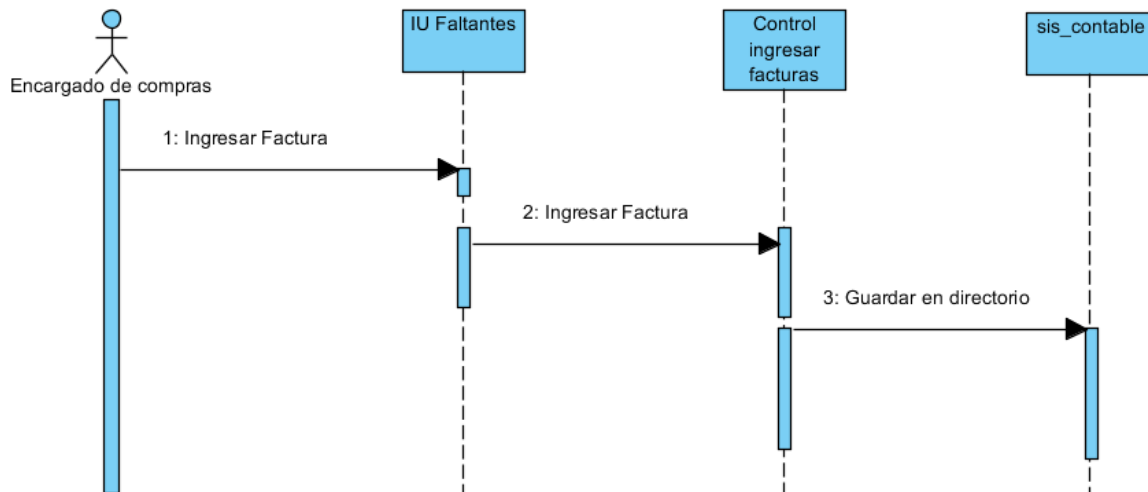 Encargado de compras
IU Faltantes
Control
ingresar
facturas
sis_contable
1: Ingresar Factura
2: Ingresar Factura
3: Guardar en directorio